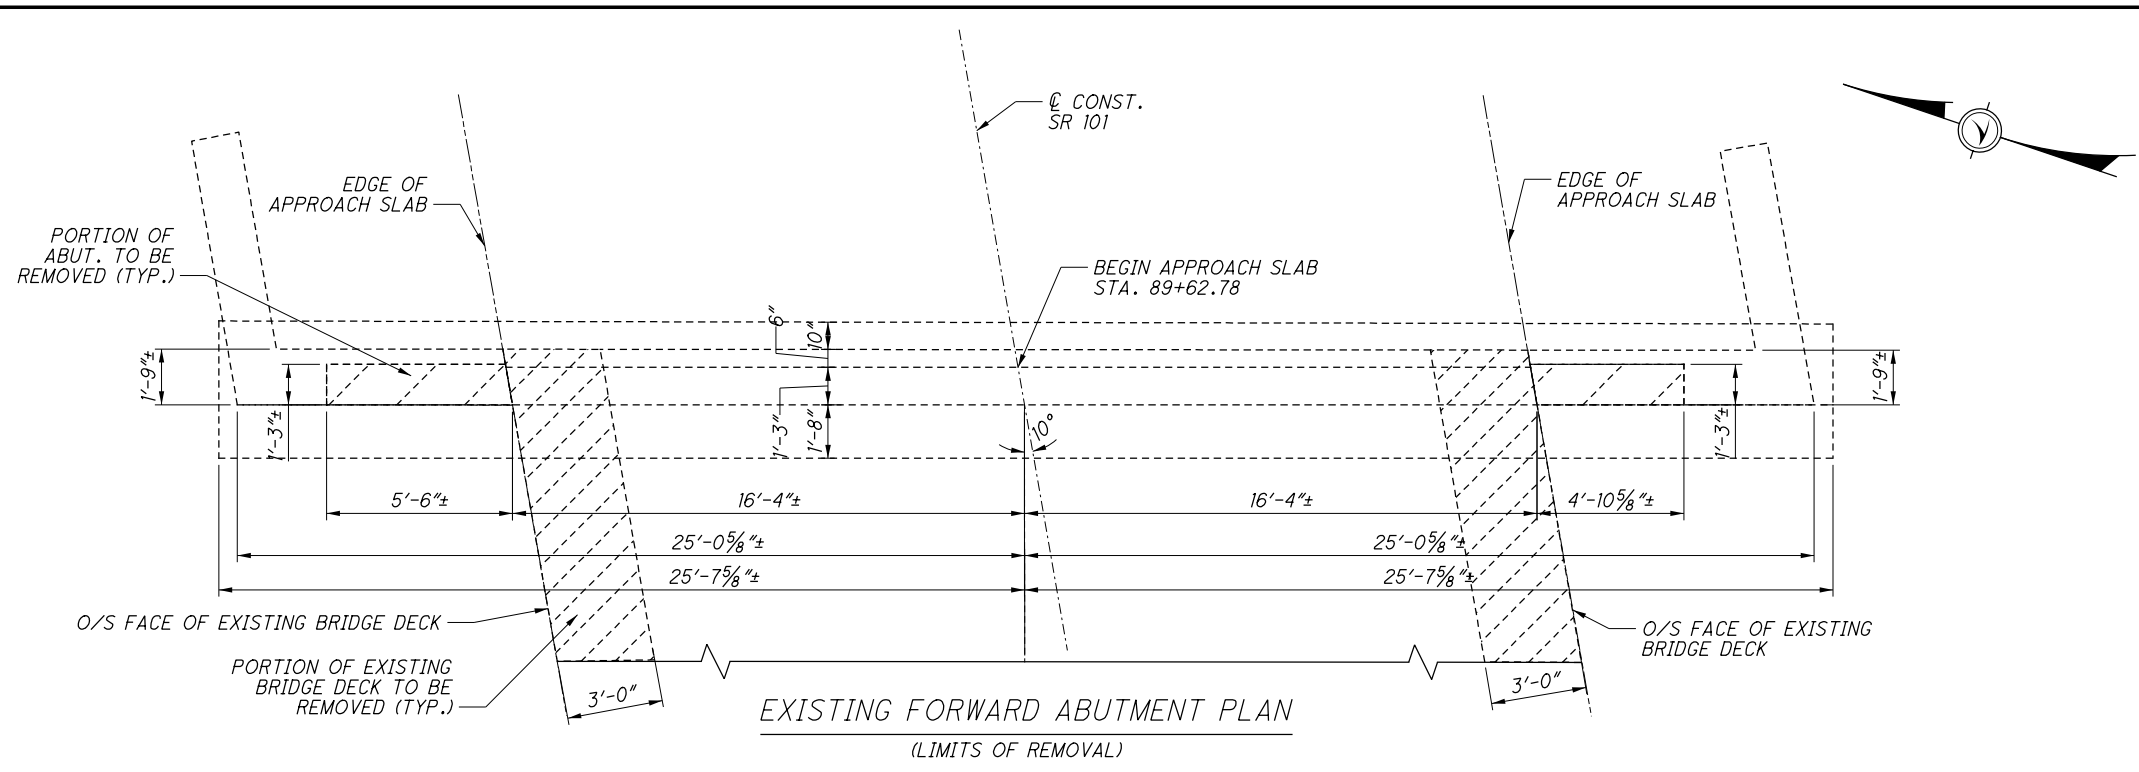 ℄ CONST.
SR 101
EDGE OF
APPROACH SLAB
EDGE OF
APPROACH SLAB
PORTION OF
ABUT. TO BE
REMOVED (TYP.)
BEGIN APPROACH SLAB
STA. 89+62.78
6"
10"
1'-9"±
1'-3"±
1'-3"
1'-8"
10°
1'-9"±
1'-3"±
5'-6"±
16'-4"±
16'-4"±
4'-10⅝"±
25'-0⅝"±
25'-0⅝"±
25'-7⅝"±
25'-7⅝"±
O/S FACE OF EXISTING BRIDGE DECK
O/S FACE OF EXISTING
BRIDGE DECK
PORTION OF EXISTING
BRIDGE DECK TO BE
REMOVED (TYP.)
3'-0"
3'-0"
EXISTING FORWARD ABUTMENT PLAN
(LIMITS OF REMOVAL)